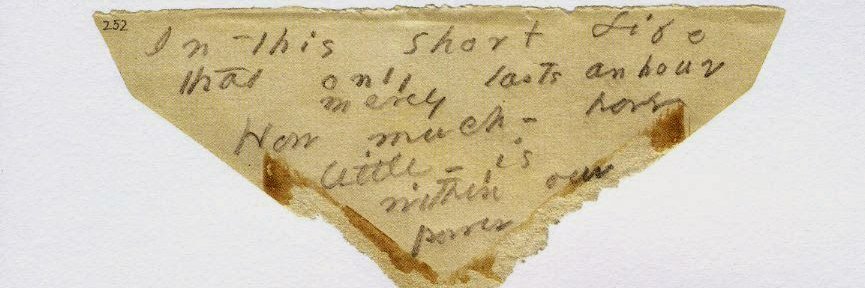 252
In this short Life
that only lasts an hour
merely
How much - how
little - is
within our
power